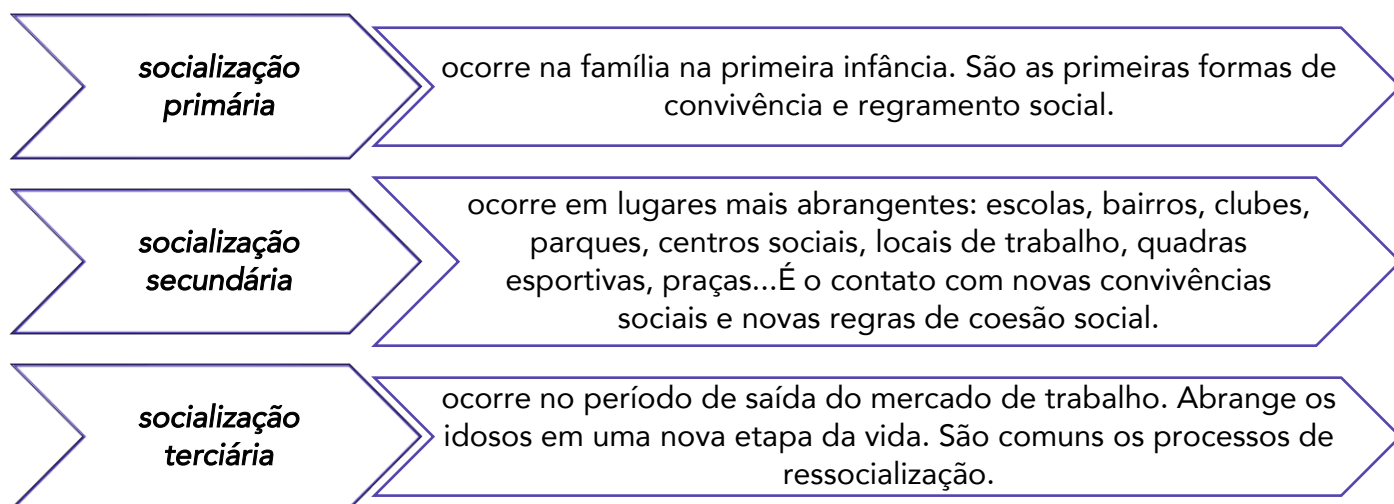 socialização
primária
ocorre na família na primeira infância. São as primeiras formas de
convivência e regramento social.
socialização
secundária
ocorre em lugares mais abrangentes: escolas, bairros, clubes,
parques, centros sociais, locais de trabalho, quadras
esportivas, praças...É o contato com novas convivências
sociais e novas regras de coesão social.
socialização
terciária
ocorre no período de saída do mercado de trabalho. Abrange os
idosos em uma nova etapa da vida. São comuns os processos de
ressocialização.